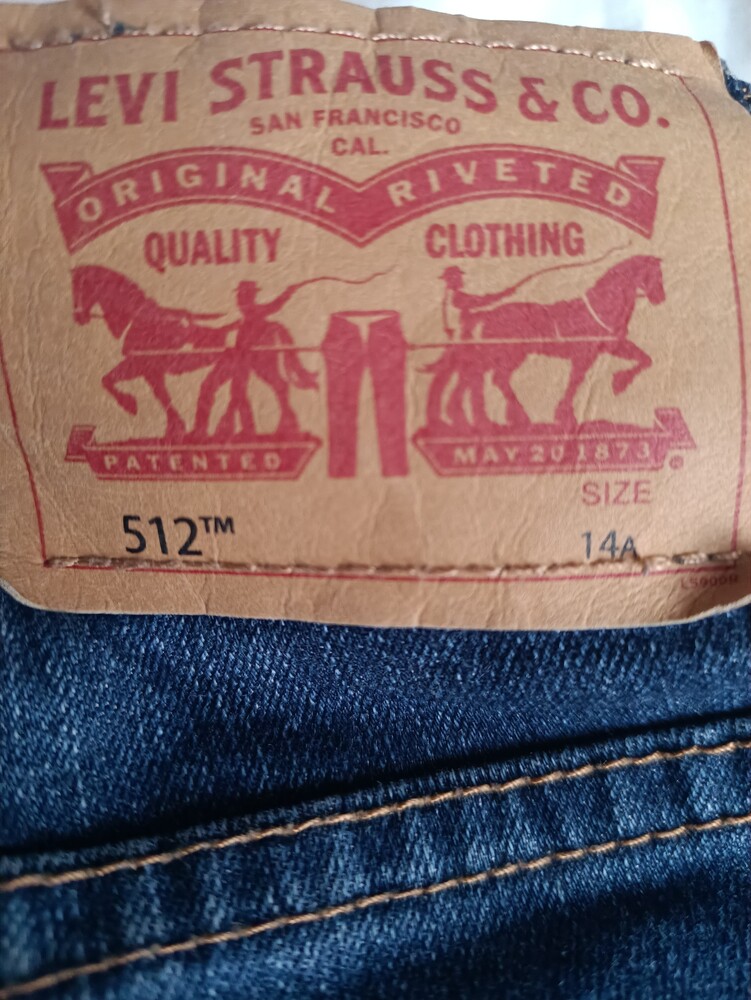 LEVI STRAUSS & CO.
SAN FRANCISCO
CAL.
ORIGINAL RIVETED
QUALITY CLOTHING
PATENTED MAY 20 1873 ®
SIZE
512™ 14A